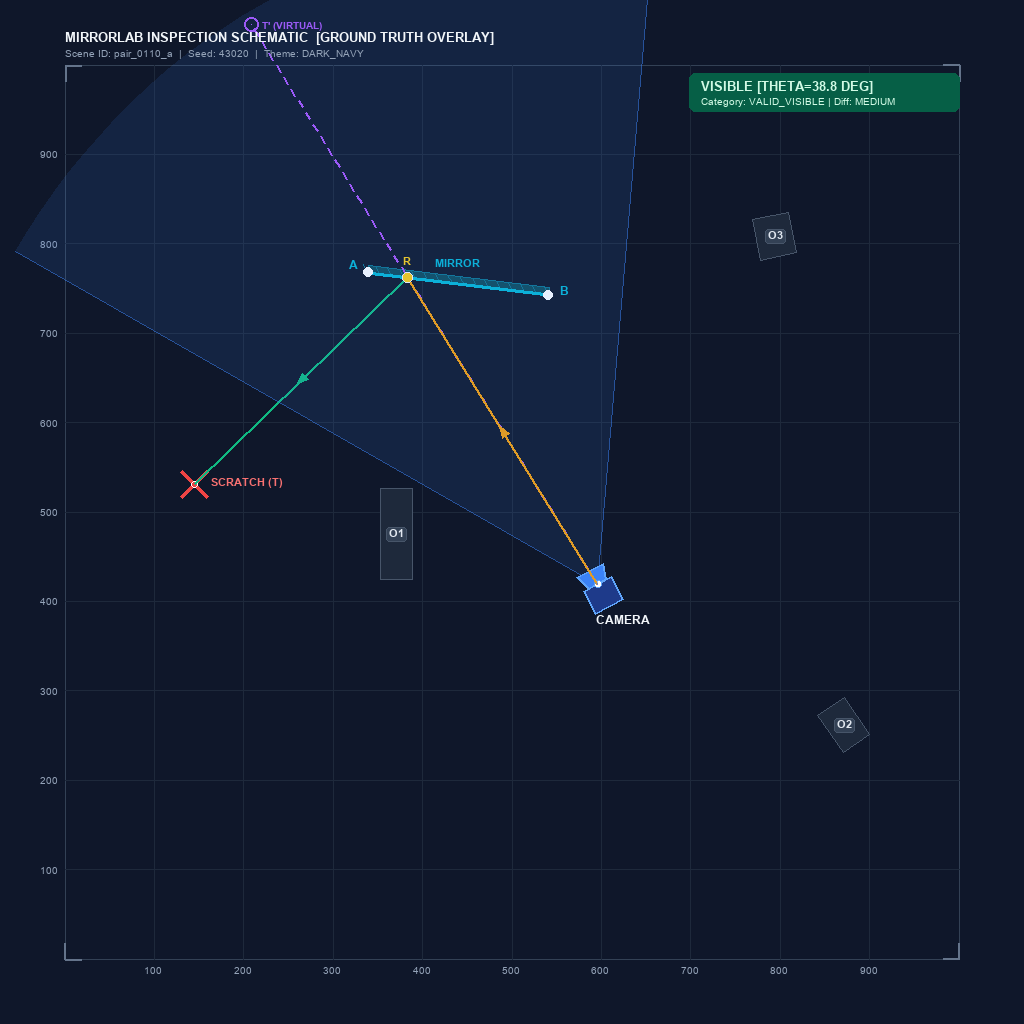 T' (VIRTUAL)
MIRRORLAB INSPECTION SCHEMATIC [GROUND TRUTH OVERLAY]
Scene ID: pair_0110_a | Seed: 43020 | Theme: DARK_NAVY
VISIBLE [THETA=38.8 DEG]
Category: VALID_VISIBLE | Diff: MEDIUM
900
O3
800
A
R
MIRROR
B
700
600
SCRATCH (T)
500
O1
400
CAMERA
300
O2
200
100
100 200 300 400 500 600 700 800 900